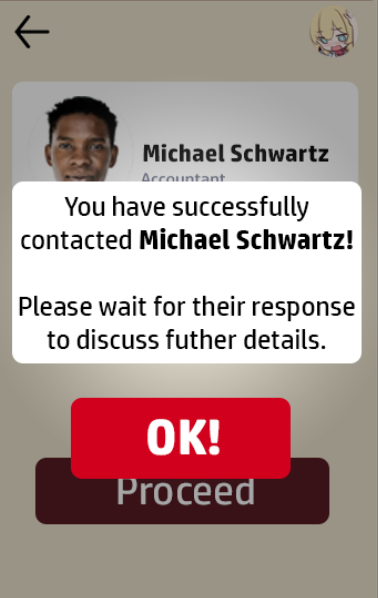 Michael Schwartz
Accountant
You have successfully
contacted Michael Schwartz!
Please wait for their response
to discuss futher details.
OK!
Proceed